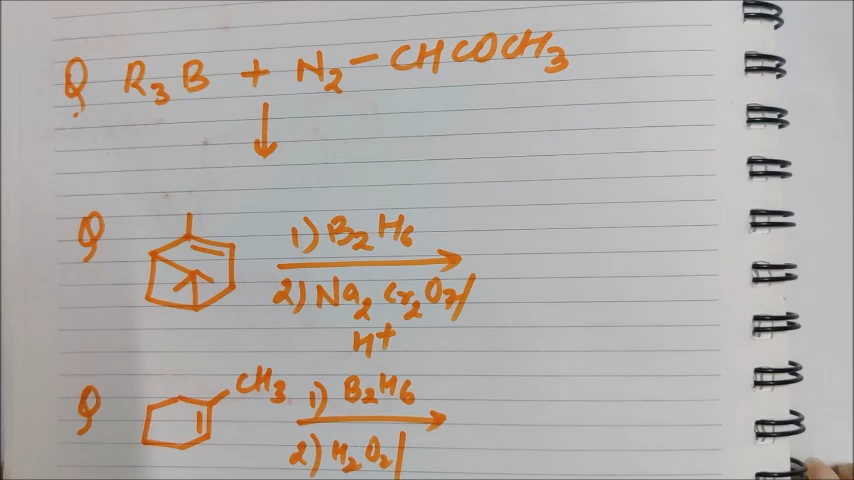 Q R3B + N2-CHCOCH3
Q 1) B2H6
2) Na2Cr2O7/
H+
Q CH3 1) B2H6
2) H2O2/